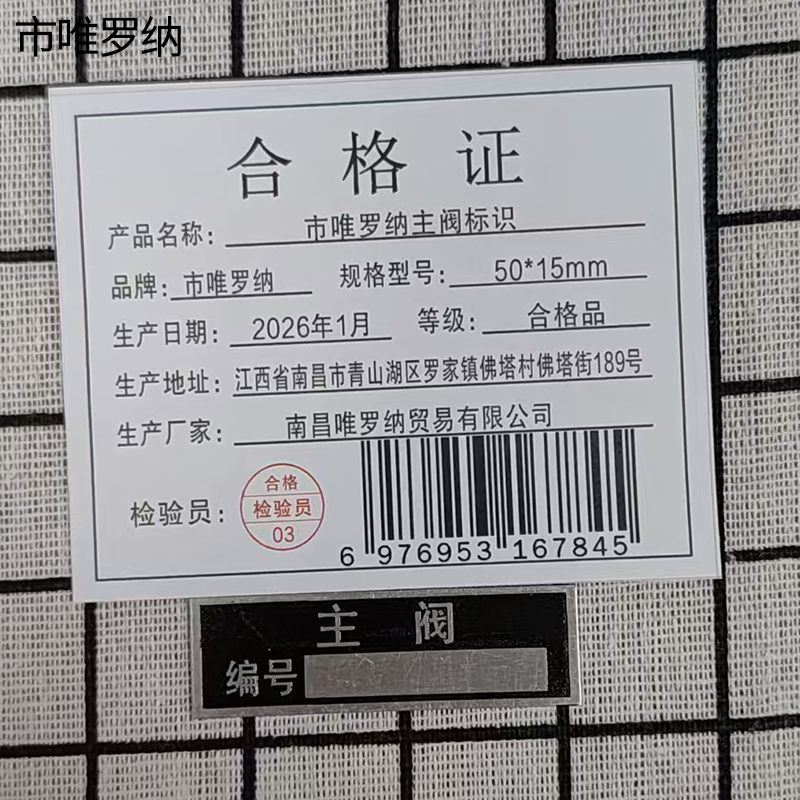 市唯罗纳
合格证
产品名称：市唯罗纳主阀标识
品牌：市唯罗纳 规格型号：50*15mm
生产日期：2026年1月 等级：合格品
生产地址：江西省南昌市青山湖区罗家镇佛塔村佛塔街189号
生产厂家：南昌唯罗纳贸易有限公司
检验员：
合格
检验员
03
6 976953 167845
主阀
编号